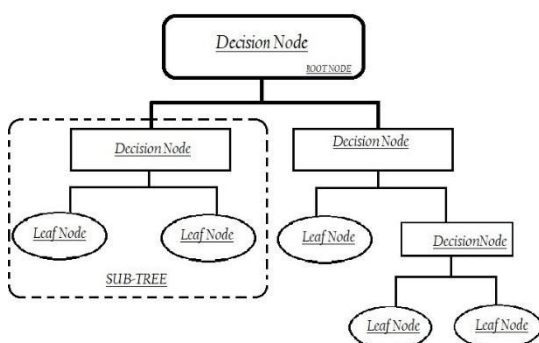 Decision Node
ROOT NODE
Decision Node
Decision Node
Leaf Node
Leaf Node
Leaf Node
DecisionNode
SUB-TREE
Leaf Node
Leaf Node